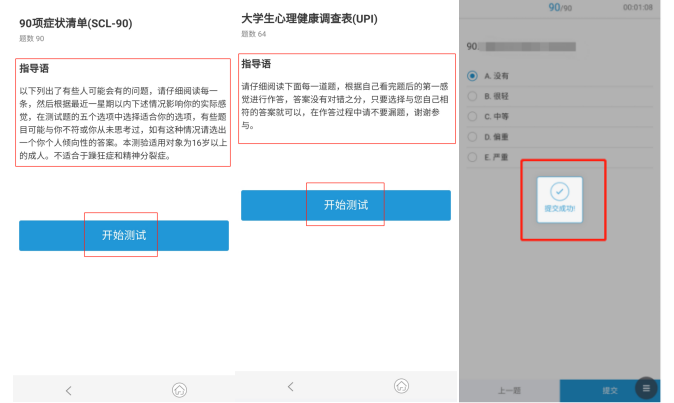 90项症状清单(SCL-90)
题数 90
指导语
以下列出了有些人可能会有的问题，请仔细阅读每一
条，然后根据最近一星期以内下述情况影响你的实际感
觉，在测试题的五个选项中选择适合你的选项，有些题
目可能与你不符或你从未思考过，如有这种情况请选出
一个你个人倾向性的答案。本测验适用对象为16岁以上
的成人。不适合于躁狂症和精神分裂症。
开始测试
大学生心理健康调查表(UPI)
题数 64
指导语
请仔细阅读下面每一道题，根据自己看完题后的第一感
觉进行作答，答案没有对错之分，只要选择与您自己相
符的答案就可以，在作答过程中请不要漏题，谢谢参
与。
开始测试
90/90
00:01:08
90.
A. 没有
B. 很轻
C. 中等
D. 偏重
E. 严重
提交成功!
上一题
提交